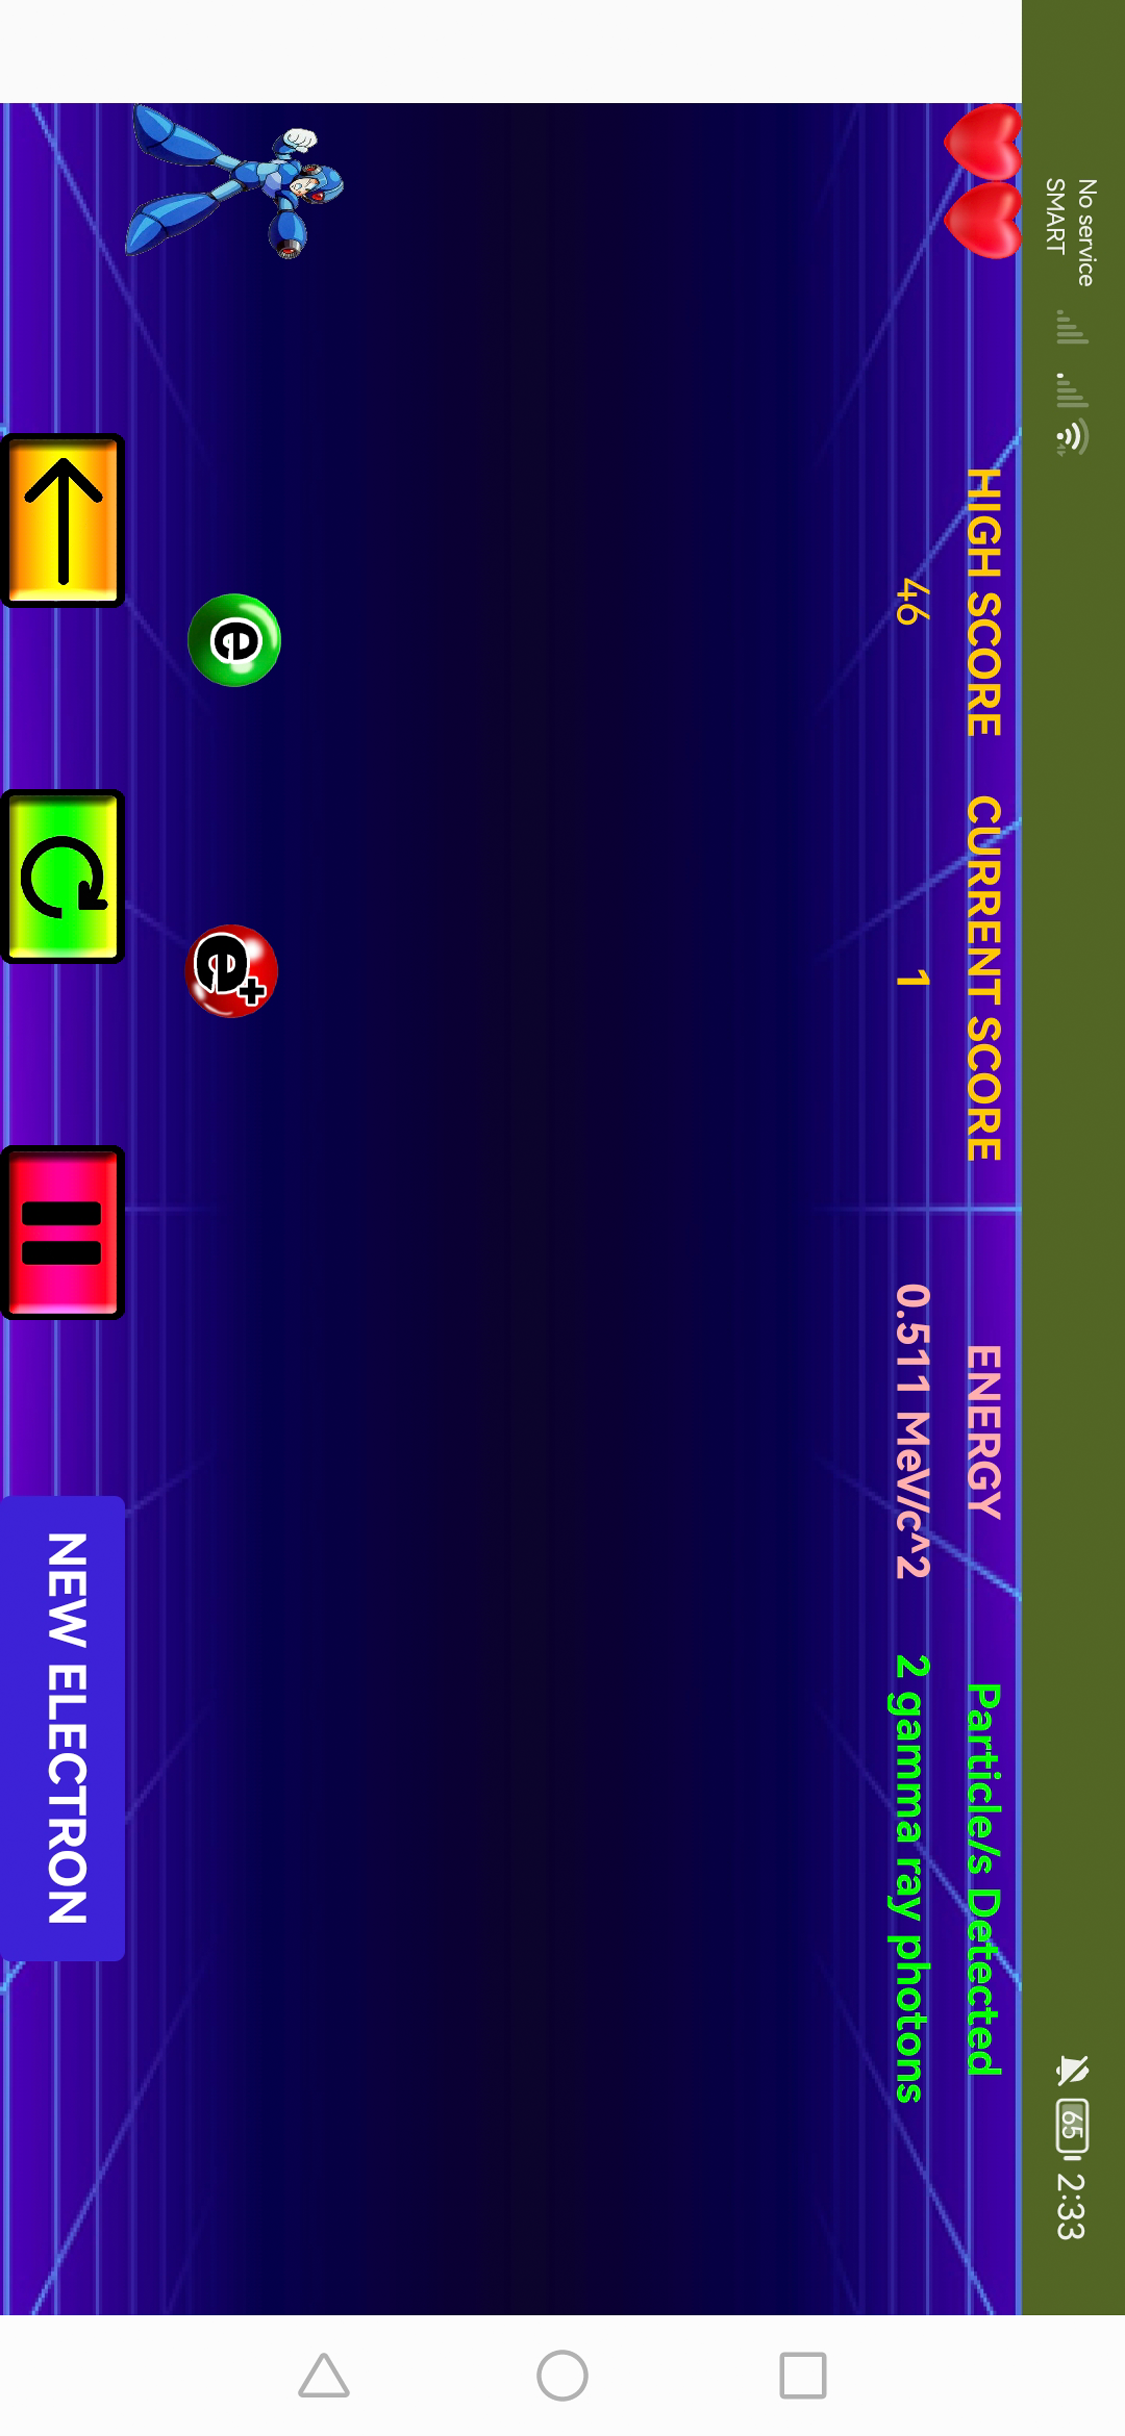 No service
SMART
65
2:33
HIGH SCORE
46
CURRENT SCORE
1
ENERGY
0.511 MeV/c^2
Particle/s Detected
2 gamma ray photons
e
e+
NEW ELECTRON